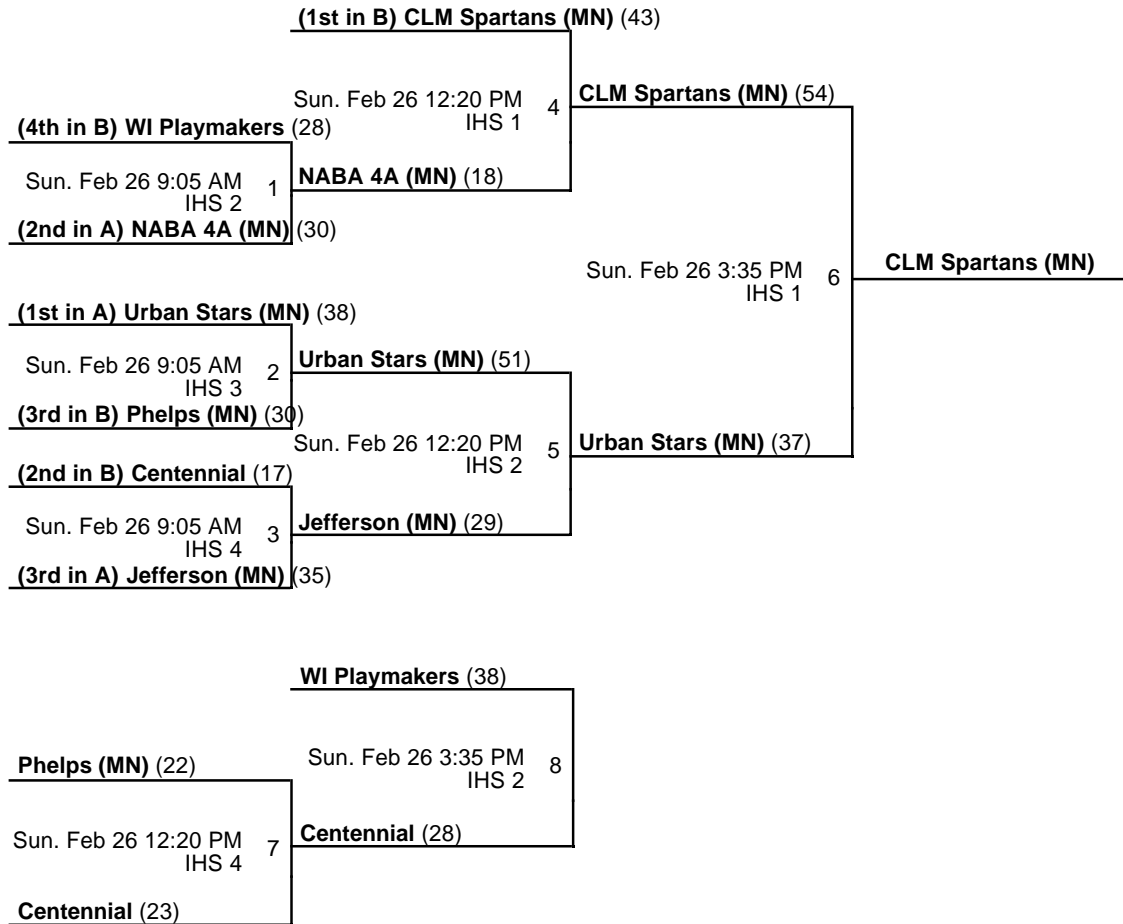 (1st in B) CLM Spartans (MN) (43)
Sun. Feb 26 12:20 PM 4
IHS 1
CLM Spartans (MN) (54)
(4th in B) WI Playmakers (28)
Sun. Feb 26 9:05 AM 1
IHS 2
NABA 4A (MN) (18)
(2nd in A) NABA 4A (MN) (30)
Sun. Feb 26 3:35 PM 6
IHS 1
CLM Spartans (MN)
(1st in A) Urban Stars (MN) (38)
Sun. Feb 26 9:05 AM 2
IHS 3
Urban Stars (MN) (51)
(3rd in B) Phelps (MN) (30)
Sun. Feb 26 12:20 PM 5
IHS 2
Urban Stars (MN) (37)
(2nd in B) Centennial (17)
Sun. Feb 26 9:05 AM 3
IHS 4
Jefferson (MN) (29)
(3rd in A) Jefferson (MN) (35)
WI Playmakers (38)
Sun. Feb 26 3:35 PM 8
IHS 2
Phelps (MN) (22)
Sun. Feb 26 12:20 PM 7
IHS 4
Centennial (28)
Centennial (23)